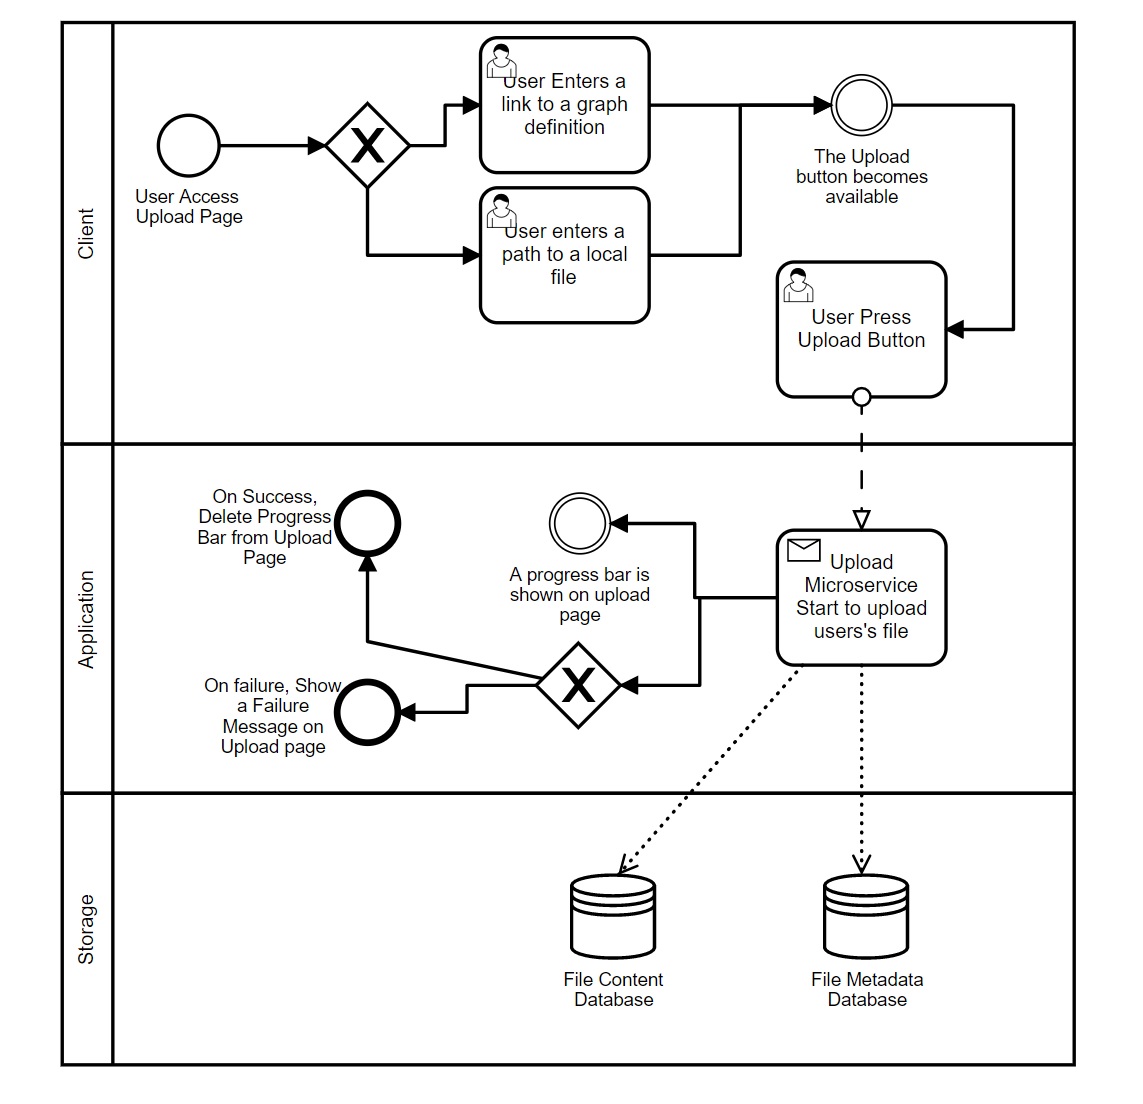 Client
User Access
Upload Page
X
User Enters a
link to a graph
definition
User enters a
path to a local
file
The Upload
button becomes
available
User Press
Upload Button
Application
On Success,
Delete Progress
Bar from Upload
Page
A progress bar is
shown on upload
page
Upload
Microservice
Start to upload
users's file
On failure, Show
a Failure
Message on
Upload page
X
Storage
File Content
Database
File Metadata
Database